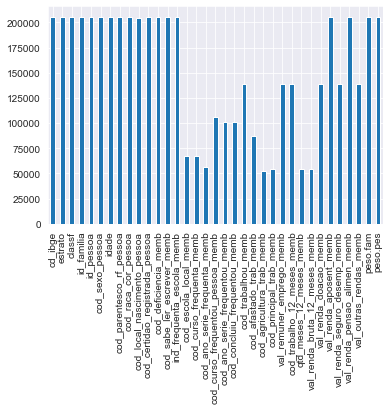 200000
175000
150000
125000
100000
75000
50000
25000
0
cd_ibge
estrato
classf
id_familia
id_pessoa
cod_sexo_pessoa
idade
cod_parentesco_rf_pessoa
cod_raca_cor_pessoa
cod_local_nascimento_pessoa
cod_certidao_registrada_pessoa
cod_deficiencia_memb
cod_sabe_ler_escrever_memb
ind_frequenta_escola_memb
cod_escola_local_memb
cod_curso_frequenta_memb
cod_ano_serie_frequenta_memb
cod_curso_frequentou_pessoa_memb
cod_ano_serie_frequentou_memb
cod_concluiu_frequentou_memb
cod_trabalhou_memb
cod_afastado_trab_memb
cod_agricultura_trab_memb
cod_principal_trab_memb
val_remuner_emprego_memb
cod_trabalho_12_meses_memb
qtd_meses_12_meses_memb
val_renda_bruta_12_meses_memb
val_renda_doacao_memb
val_renda_aposent_memb
val_renda_seguro_desemp_memb
val_renda_pensao_alimen_memb
val_outras_rendas_memb
peso.fam
peso.pes